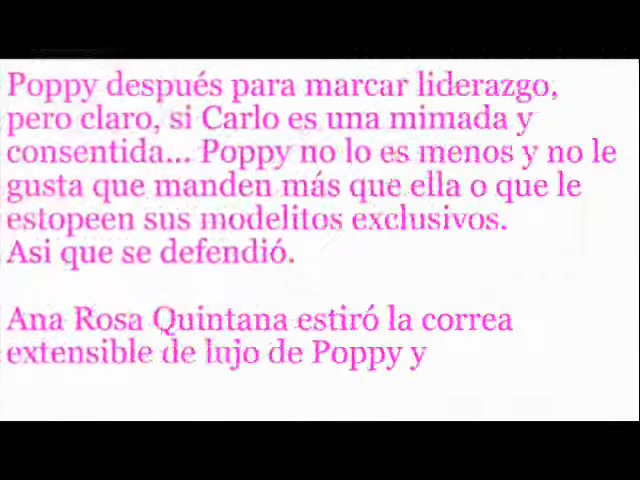 Poppy después para marcar liderazgo,
pero claro, si Carlo es una mimada y
consentida... Poppy no lo es menos y no le
gusta que manden más que ella o que le
estopeen sus modelitos exclusivos.
Asi que se defendió.
Ana Rosa Quintana estiró la correa
extensible de lujo de Poppy y